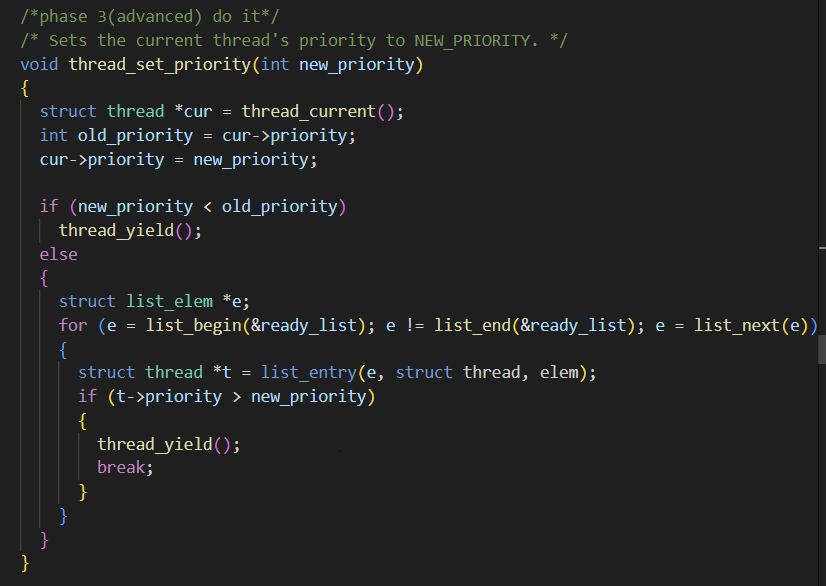 /*phase 3(advanced) do it*/
/* Sets the current thread's priority to NEW_PRIORITY. */
void thread_set_priority(int new_priority)
{
  struct thread *cur = thread_current();
  int old_priority = cur->priority;
  cur->priority = new_priority;

  if (new_priority < old_priority)
    thread_yield();
  else
  {
    struct list_elem *e;
    for (e = list_begin(&ready_list); e != list_end(&ready_list); e = list_next(e))
    {
      struct thread *t = list_entry(e, struct thread, elem);
      if (t->priority > new_priority)
      {
        thread_yield();
        break;
      }
    }
  }
}